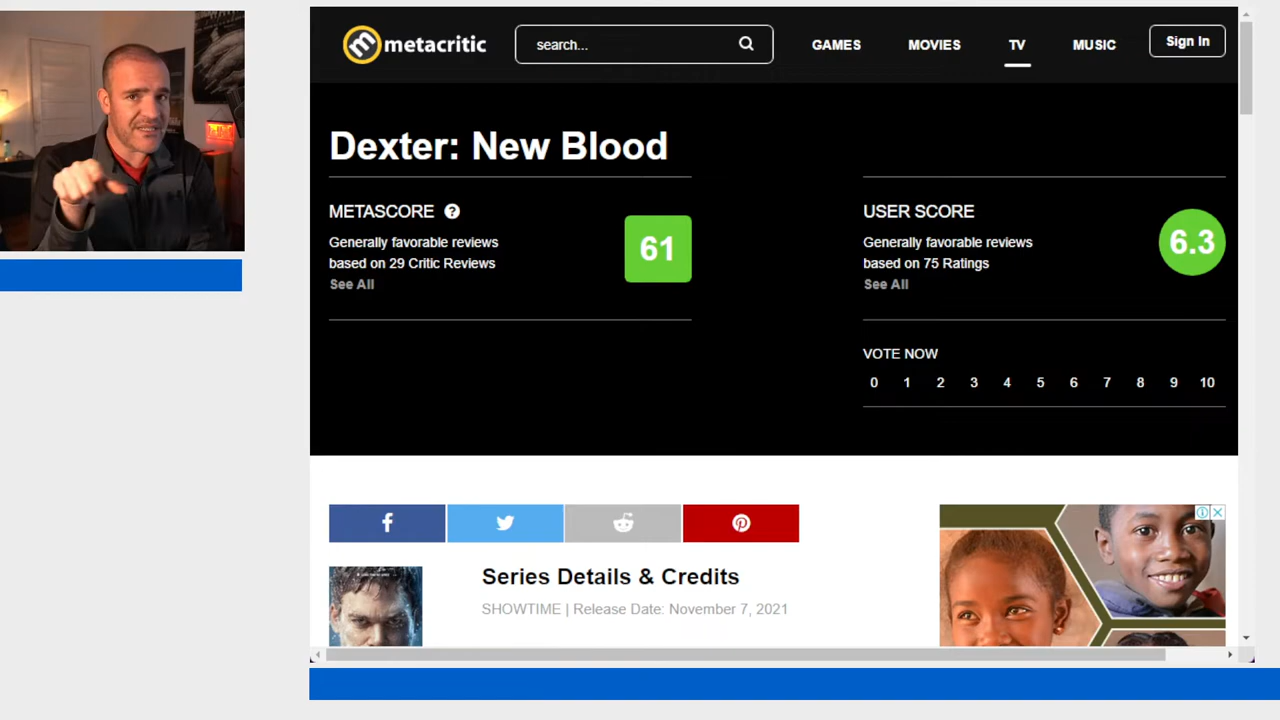 metacritic
search...
GAMES
MOVIES
TV
MUSIC
Sign In
Dexter: New Blood
METASCORE ?
Generally favorable reviews
based on 29 Critic Reviews
See All
61
USER SCORE
Generally favorable reviews
based on 75 Ratings
See All
6.3
VOTE NOW
0 1 2 3 4 5 6 7 8 9 10
Series Details & Credits
SHOWTIME | Release Date: November 7, 2021